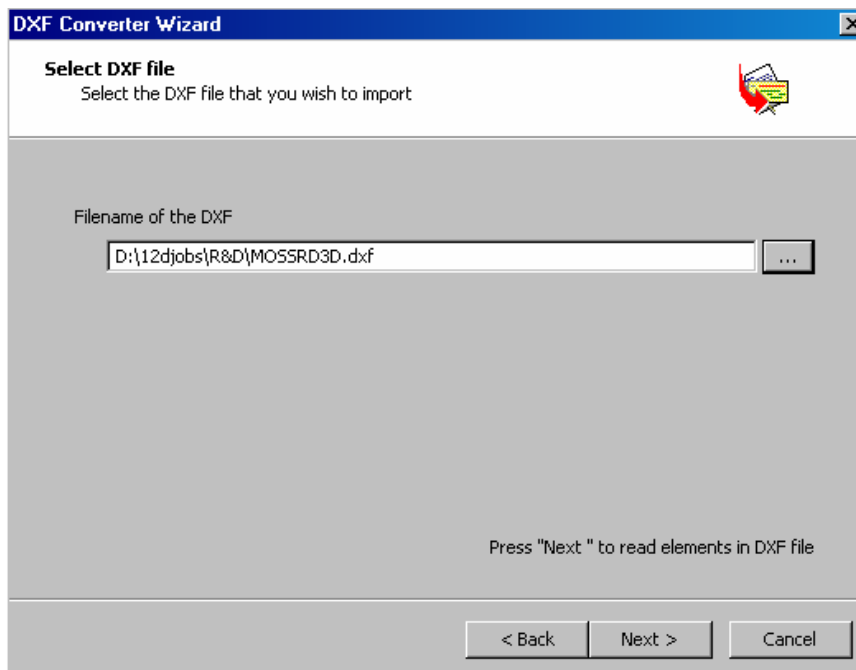 DXF Converter Wizard
Select DXF file
Select the DXF file that you wish to import
Filename of the DXF
D:\12djobs\R&D\MOSSRD3D.dxf
...
Press "Next " to read elements in DXF file
< Back Next > Cancel